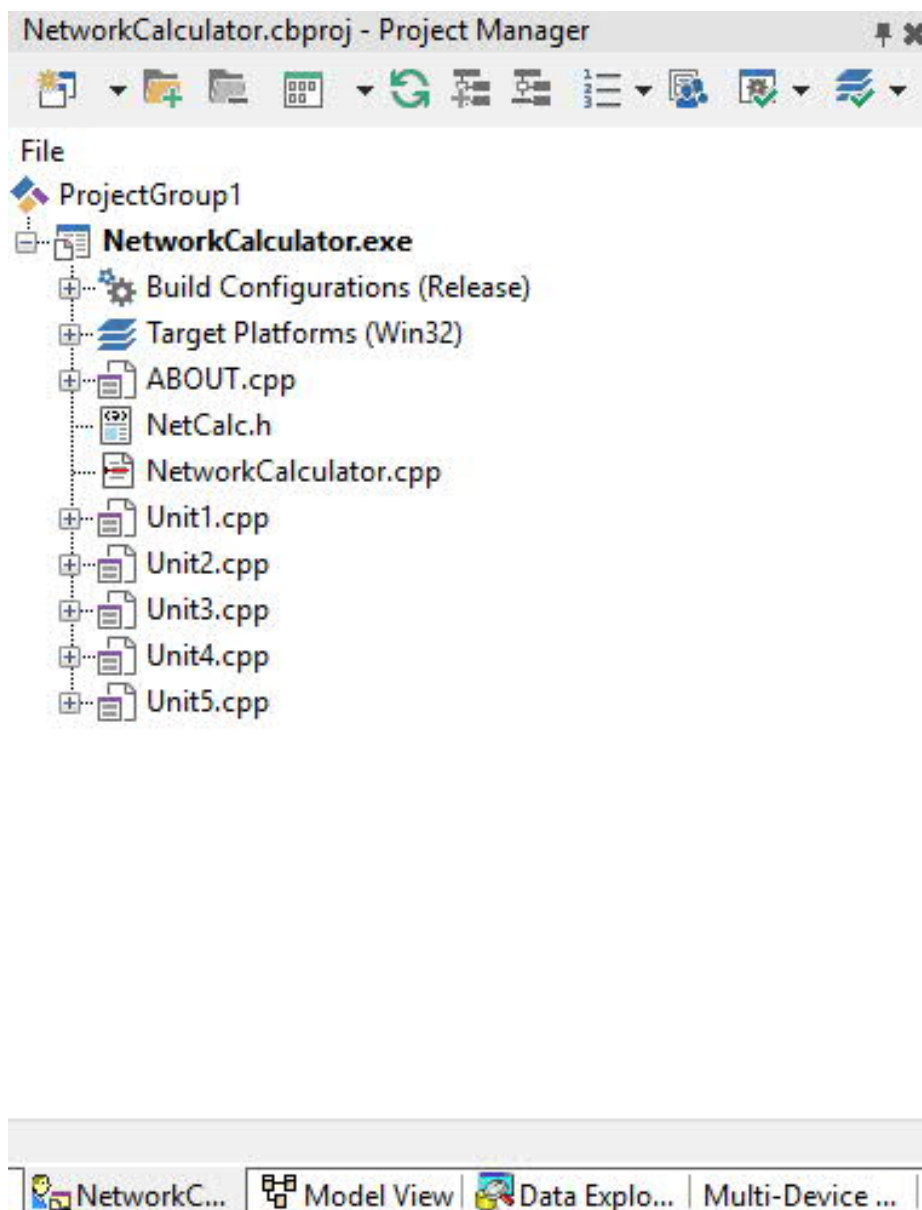 NetworkCalculator.cbproj - Project Manager
File
ProjectGroup1
NetworkCalculator.exe
Build Configurations (Release)
Target Platforms (Win32)
ABOUT.cpp
NetCalc.h
NetworkCalculator.cpp
Unit1.cpp
Unit2.cpp
Unit3.cpp
Unit4.cpp
Unit5.cpp
NetworkC... Model View Data Explo... Multi-Device ...